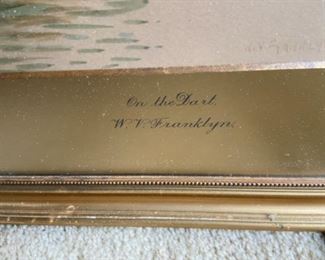 On the Dart.
W. V. Franklyn.